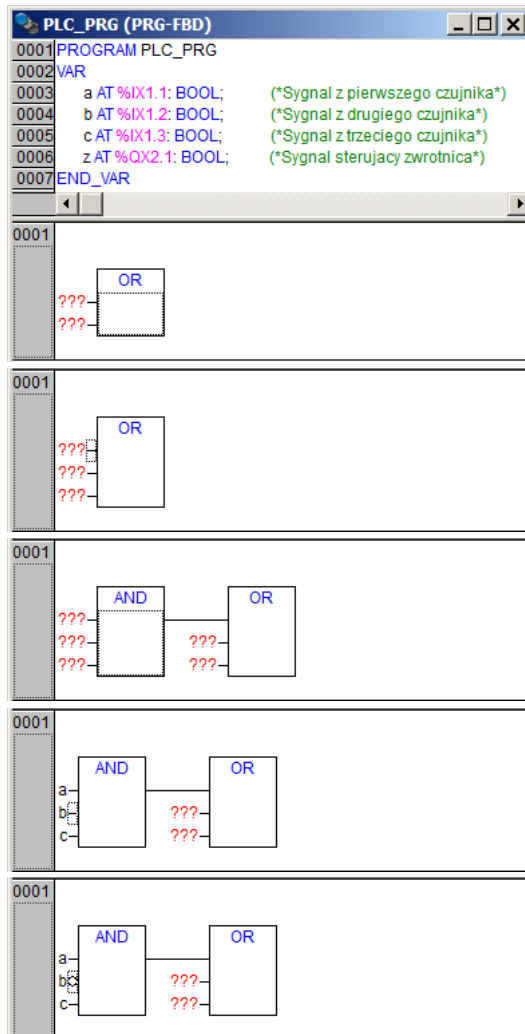 PLC_PRG (PRG-FBD)
0001 PROGRAM PLC_PRG
0002 VAR
0003 a AT %IX1.1: BOOL; (*Sygnal z pierwszego czujnika*)
0004 b AT %IX1.2: BOOL; (*Sygnal z drugiego czujnika*)
0005 c AT %IX1.3: BOOL; (*Sygnal z trzeciego czujnika*)
0006 z AT %QX2.1: BOOL; (*Sygnal sterujacy zwrotnica*)
0007 END_VAR
0001
OR
???
???
0001
OR
???
???
???
0001
AND OR
???
??? ???
??? ???
0001
AND OR
a
b ???
c ???
0001
AND OR
a
b ???
c ???